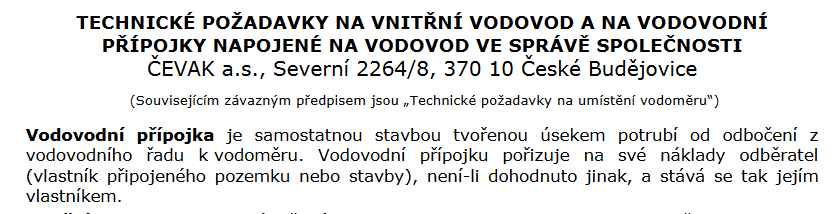 TECHNICKÉ POŽADAVKY NA VNITŘNÍ VODOVOD A NA VODOVODNÍ
PŘÍPOJKY NAPOJENÉ NA VODOVOD VE SPRÁVĚ SPOLEČNOSTI
ČEVAK a.s., Severní 2264/8, 370 10 České Budějovice
(Souvisejícím závazným předpisem jsou „Technické požadavky na umístění vodoměru“)
Vodovodní přípojka je samostatnou stavbou tvořenou úsekem potrubí od odbočení z
vodovodního řadu k vodoměru. Vodovodní přípojku pořizuje na své náklady odběratel
(vlastník připojeného pozemku nebo stavby), není-li dohodnuto jinak, a stává se tak jejím
vlastníkem.